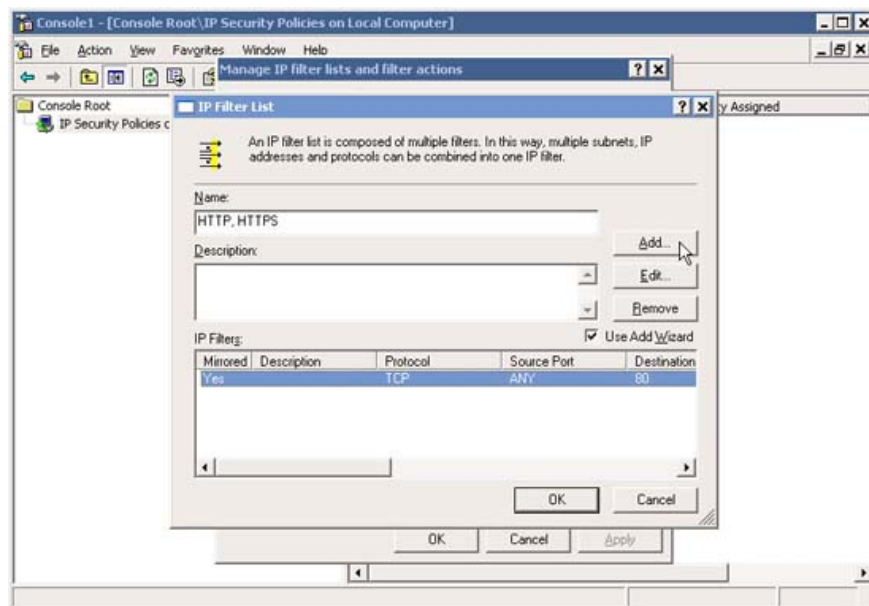 Console1 - [Console Root\IP Security Policies on Local Computer]
File Action View Favorites Window Help
Manage IP filter lists and filter actions
Console Root
IP Security Policies
IP Filter List
y Assigned
An IP filter list is composed of multiple filters. In this way, multiple subnets, IP
addresses and protocols can be combined into one IP filter.
Name:
HTTP, HTTPS
Add...
Description:
Edit...
Remove
IP Filters:
Use Add Wizard
Mirrored Description Protocol Source Port Destination
Yes TCP ANY 80
OK Cancel
OK Cancel Apply